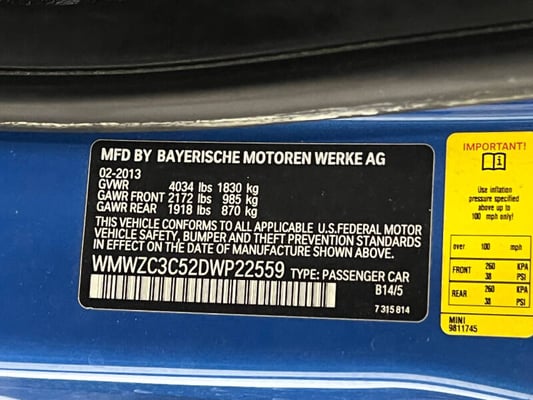 MFD BY BAYERISCHE MOTOREN WERKE AG
02-2013
GVWR 4034 lbs 1830 kg
GAWR FRONT 2172 lbs 985 kg
GAWR REAR 1918 lbs 870 kg
THIS VEHICLE CONFORMS TO ALL APPLICABLE U.S.FEDERAL MOTOR
VEHICLE SAFETY, BUMPER AND THEFT PREVENTION STANDARDS
IN EFFECT ON THE DATE OF MANUFACTURE SHOWN ABOVE.
WMWZC3C52DWP22559 TYPE: PASSENGER CAR
B14/5
7 315 814
IMPORTANT!
Use inflation
pressure specified
above up to
100 mph only!
over 100 mph
FRONT 260 KPA
38 PSI
REAR 260 KPA
38 PSI
MINI
9811745